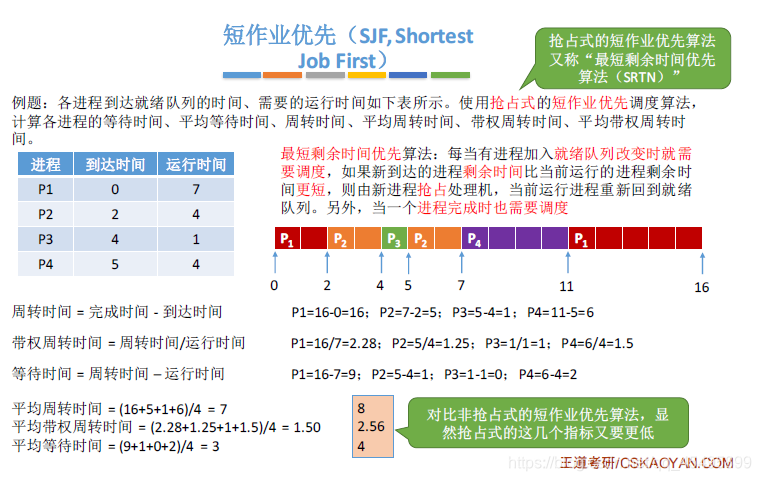 短作业优先（SJF, Shortest
Job First）
抢占式的短作业优先算法
又称“最短剩余时间优先
算法（SRTN）”
例题：各进程到达就绪队列的时间、需要的运行时间如下表所示。使用抢占式的短作业优先调度算法，
计算各进程的等待时间、平均等待时间、周转时间、平均周转时间、带权周转时间、平均带权周转时
间。
进程 到达时间 运行时间
P1 0 7
P2 2 4
P3 4 1
P4 5 4
最短剩余时间优先算法：每当有进程加入就绪队列改变时就需
要调度，如果新到达的进程剩余时间比当前运行的进程剩余时
间更短，则由新进程抢占处理机，当前运行进程重新回到就绪
队列。另外，当一个进程完成时也需要调度
P1 P2 P3 P2 P4 P1
0 2 4 5 7 11 16
周转时间 = 完成时间 - 到达时间 P1=16-0=16；P2=7-2=5；P3=5-4=1；P4=11-5=6
带权周转时间 = 周转时间/运行时间 P1=16/7=2.28；P2=5/4=1.25；P3=1/1=1；P4=6/4=1.5
等待时间 = 周转时间 – 运行时间 P1=16-7=9；P2=5-4=1；P3=1-1=0；P4=6-4=2
平均周转时间 = (16+5+1+6)/4 = 7
平均带权周转时间 = (2.28+1.25+1+1.5)/4 = 1.50
平均等待时间 = (9+1+0+2)/4 = 3
8
2.56
4
对比非抢占式的短作业优先算法，显
然抢占式的这几个指标又要更低
王道考研/CSKAOYAN.COM